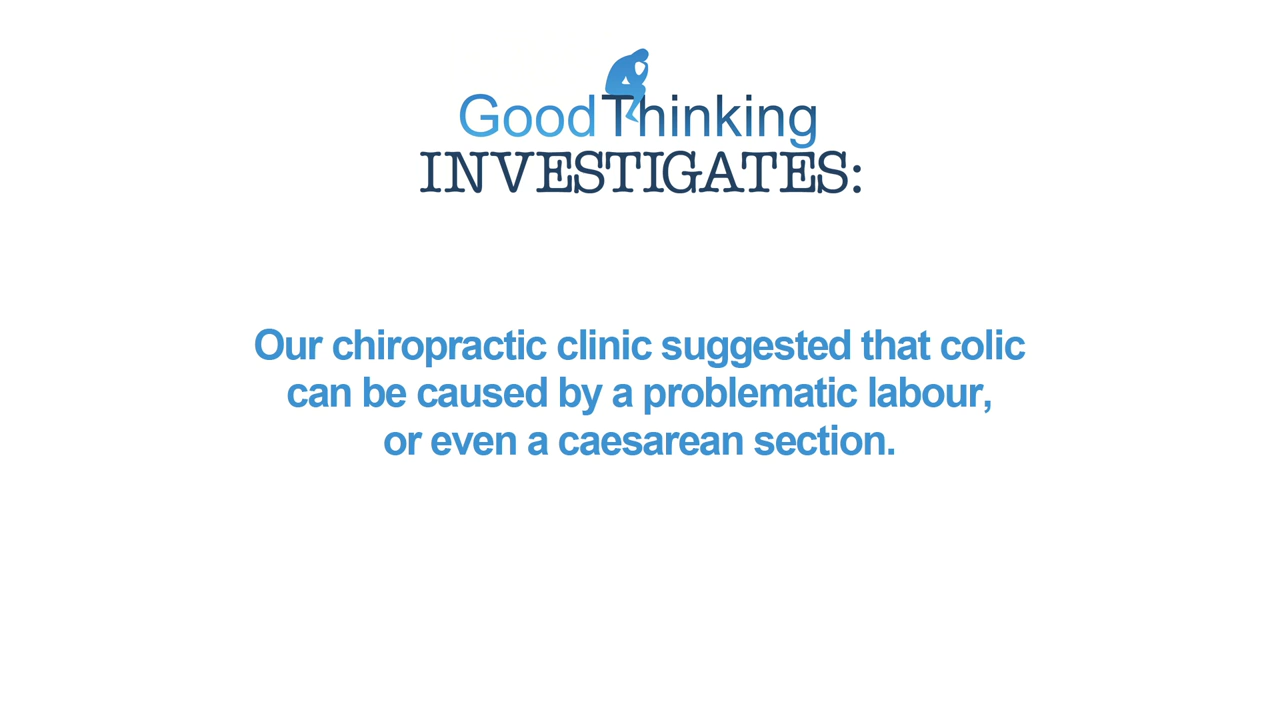 GoodThinking
INVESTIGATES:
Our chiropractic clinic suggested that colic
can be caused by a problematic labour,
or even a caesarean section.